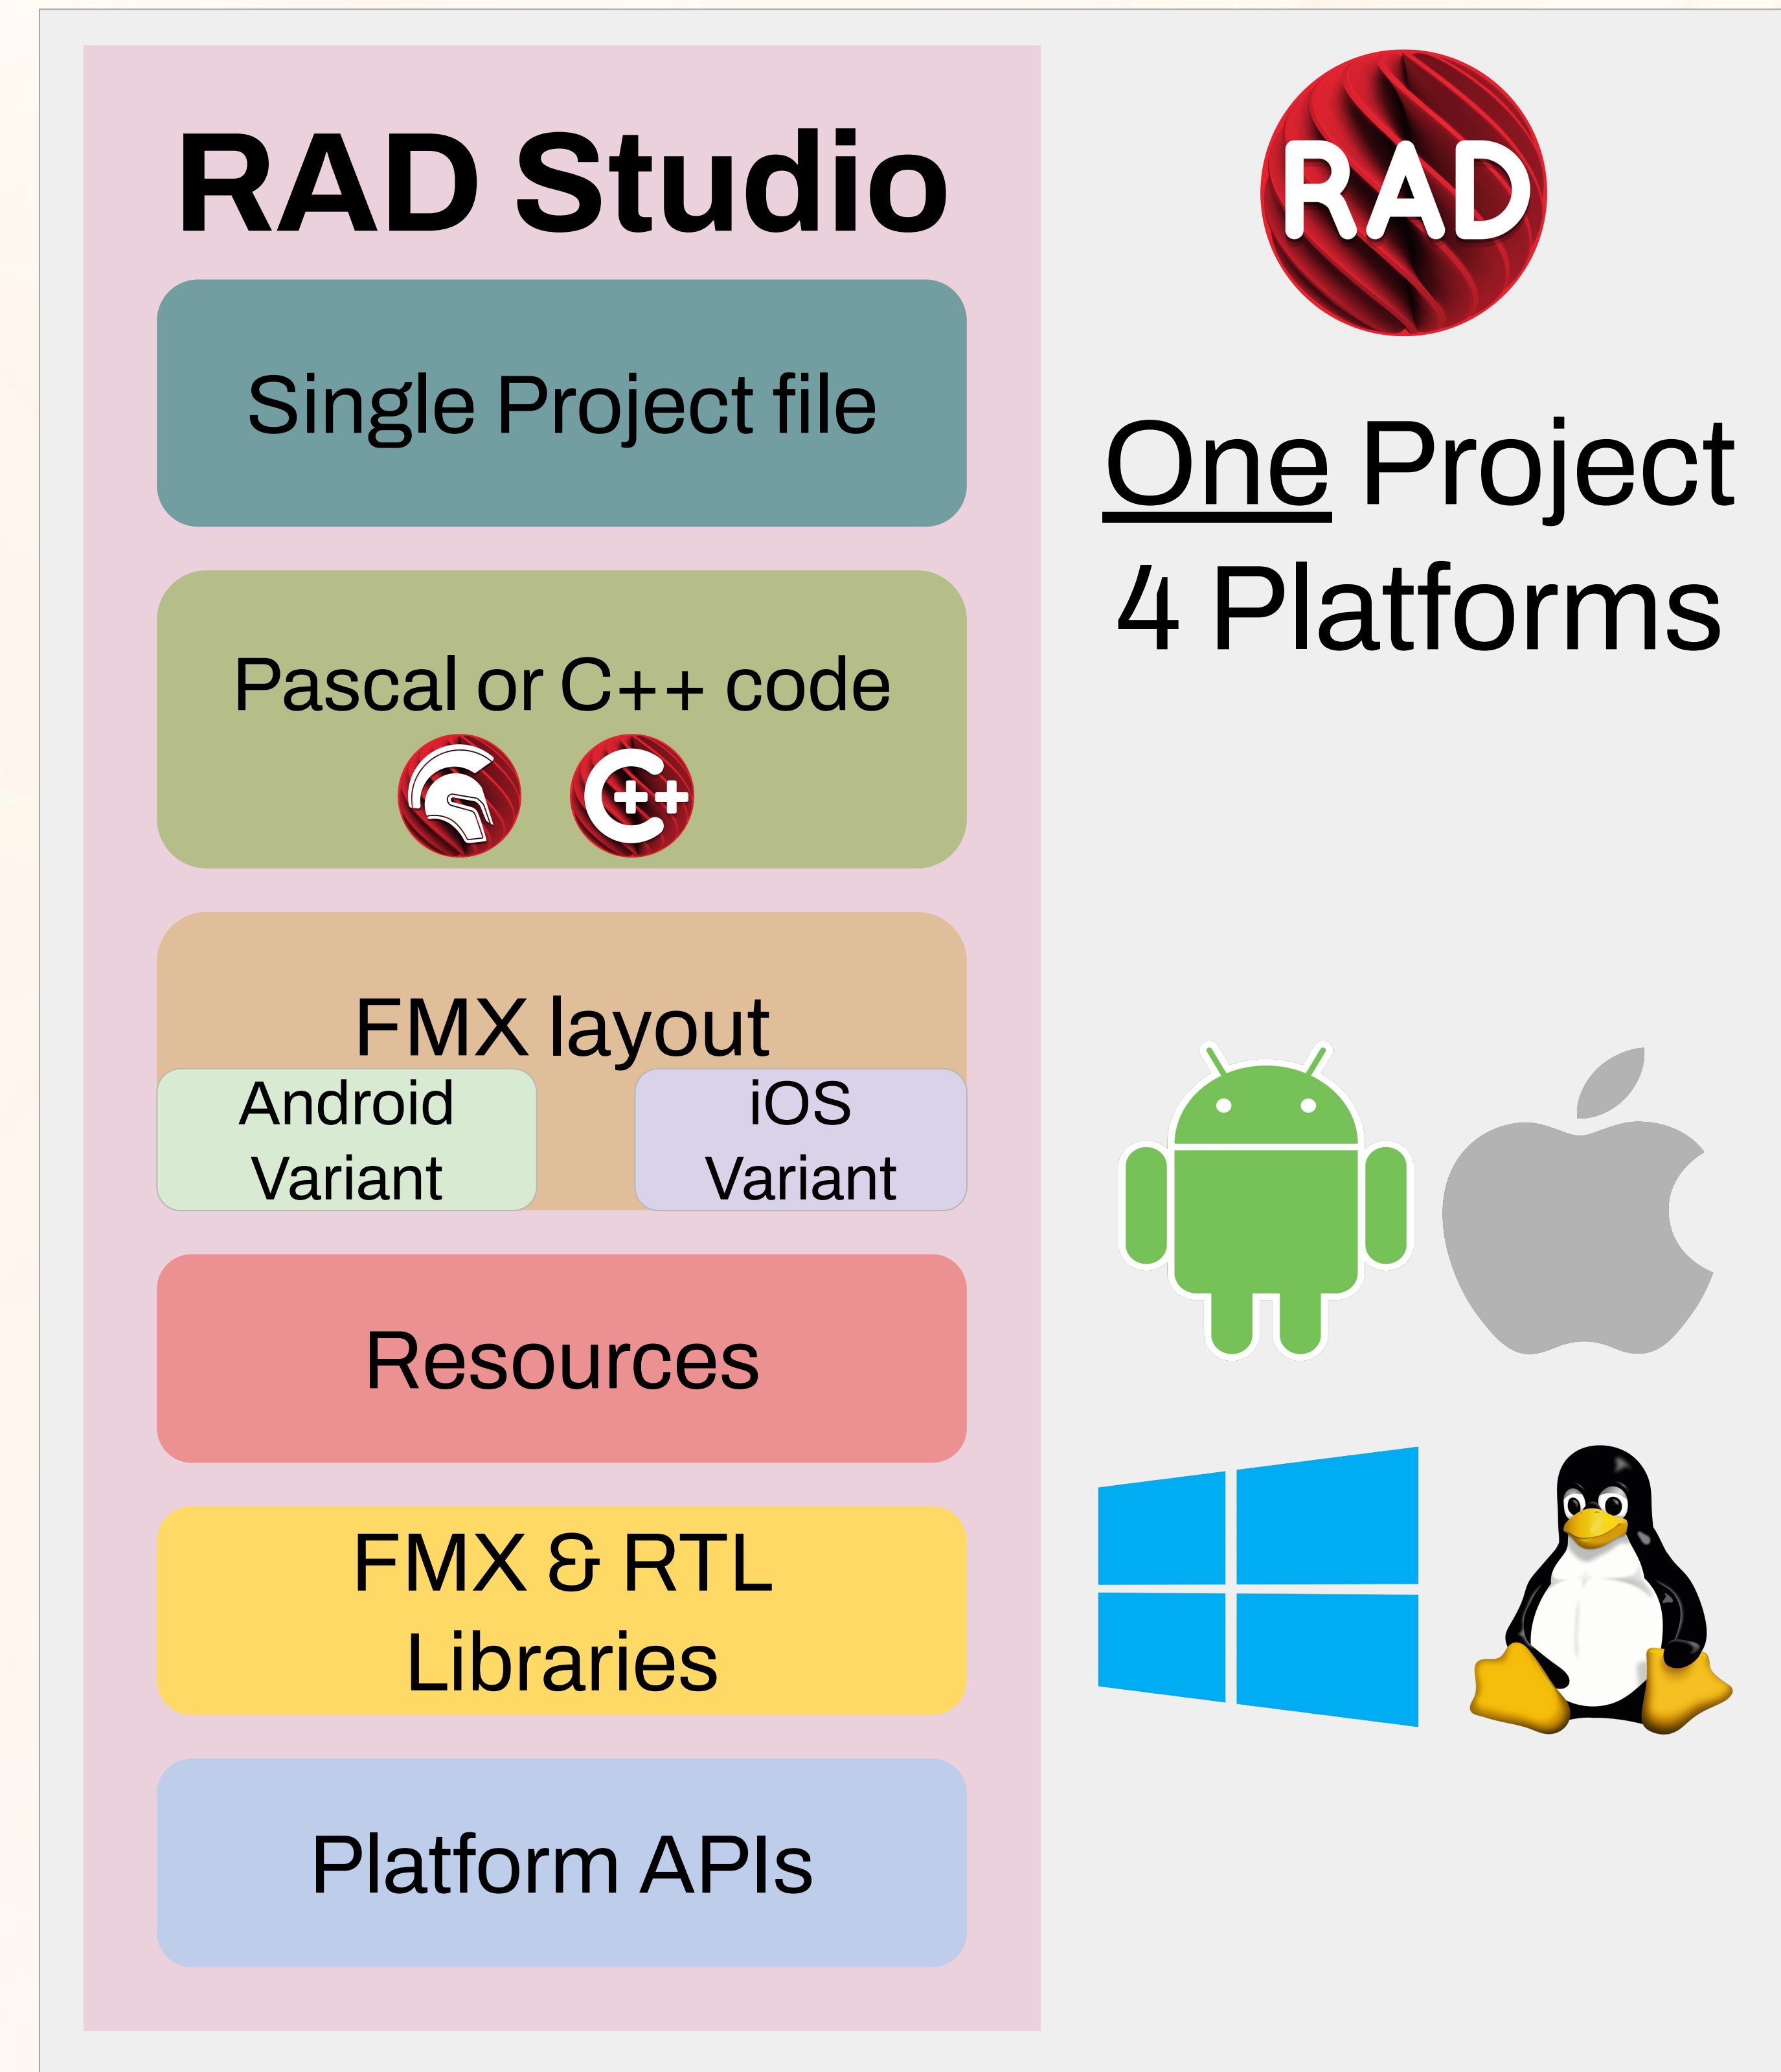 RAD Studio
Single Project file
Pascal or C++ code
C++
FMX layout
Android
Variant
iOS
Variant
Resources
FMX & RTL
Libraries
Platform APIs
RAD
One Project
4 Platforms